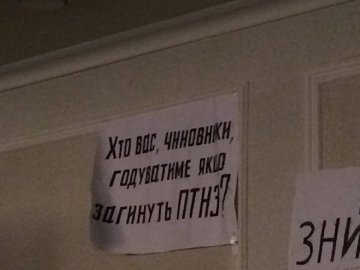 Хто вас, чиновники,
годуватиме якщо
загинуть ПТНЗ?
ЗНИ